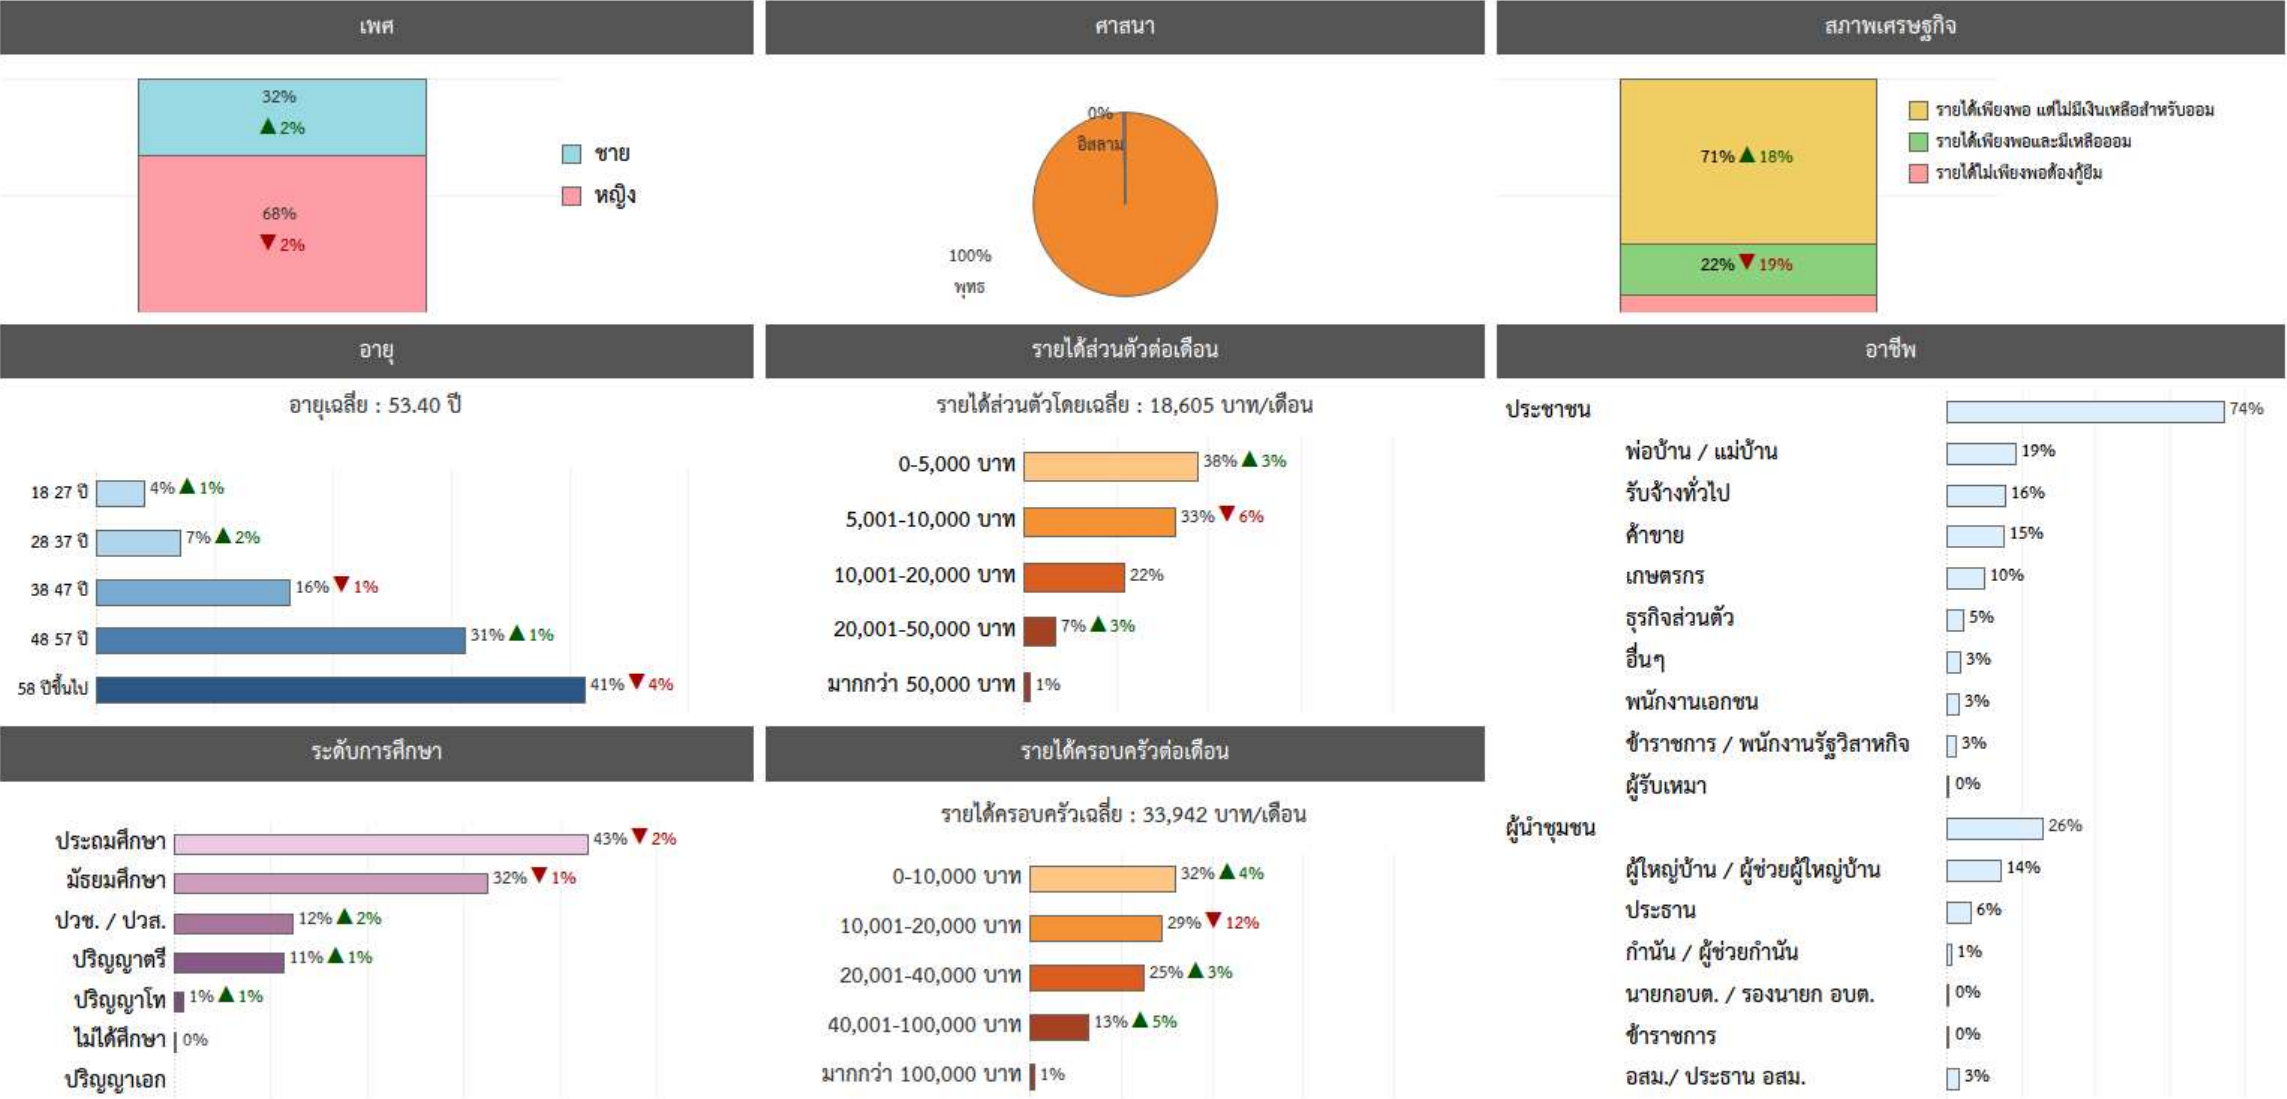 เพศ
32%
▲ 2%
68%
▼ 2%
ชาย
หญิง
ศาสนา
0%
อิสลาม
100%
พุทธ
สภาพเศรษฐกิจ
71% ▲ 18%
22% ▼ 19%
รายได้เพียงพอ แต่ไม่มีเงินเหลือสำหรับออม
รายได้เพียงพอและมีเหลือออม
รายได้ไม่เพียงพอต้องกู้ยืม
อายุ
อายุเฉลี่ย : 53.40 ปี
18 27 ปี 4% ▲ 1%
28 37 ปี 7% ▲ 2%
38 47 ปี 16% ▼ 1%
48 57 ปี 31% ▲ 1%
58 ปีขึ้นไป 41% ▼ 4%
รายได้ส่วนตัวต่อเดือน
รายได้ส่วนตัวโดยเฉลี่ย : 18,605 บาท/เดือน
0-5,000 บาท 38% ▲ 3%
5,001-10,000 บาท 33% ▼ 6%
10,001-20,000 บาท 22%
20,001-50,000 บาท 7% ▲ 3%
มากกว่า 50,000 บาท 1%
อาชีพ
ประชาชน 74%
พ่อบ้าน / แม่บ้าน 19%
รับจ้างทั่วไป 16%
ค้าขาย 15%
เกษตรกร 10%
ธุรกิจส่วนตัว 5%
อื่นๆ 3%
พนักงานเอกชน 3%
ข้าราชการ / พนักงานรัฐวิสาหกิจ 3%
ผู้รับเหมา 0%
ผู้นำชุมชน 26%
ผู้ใหญ่บ้าน / ผู้ช่วยผู้ใหญ่บ้าน 14%
ประธาน 6%
กำนัน / ผู้ช่วยกำนัน 1%
นายกอบต. / รองนายก อบต. 0%
ข้าราชการ 0%
อสม./ ประธาน อสม. 3%
ระดับการศึกษา
ประถมศึกษา 43% ▼ 2%
มัธยมศึกษา 32% ▼ 1%
ปวช. / ปวส. 12% ▲ 2%
ปริญญาตรี 11% ▲ 1%
ปริญญาโท 1% ▲ 1%
ไม่ได้ศึกษา 0%
ปริญญาเอก
รายได้ครอบครัวต่อเดือน
รายได้ครอบครัวเฉลี่ย : 33,942 บาท/เดือน
0-10,000 บาท 32% ▲ 4%
10,001-20,000 บาท 29% ▼ 12%
20,001-40,000 บาท 25% ▲ 3%
40,001-100,000 บาท 13% ▲ 5%
มากกว่า 100,000 บาท 1%